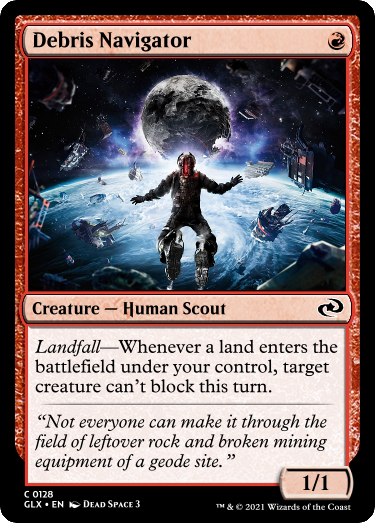 Debris Navigator
Creature — Human Scout
Landfall—Whenever a land enters the
battlefield under your control, target
creature can't block this turn.
“Not everyone can make it through the
field of leftover rock and broken mining
equipment of a geode site.”
1/1
C 0128
GLX • EN DEAD SPACE 3
™ & © 2021 Wizards of the Coast